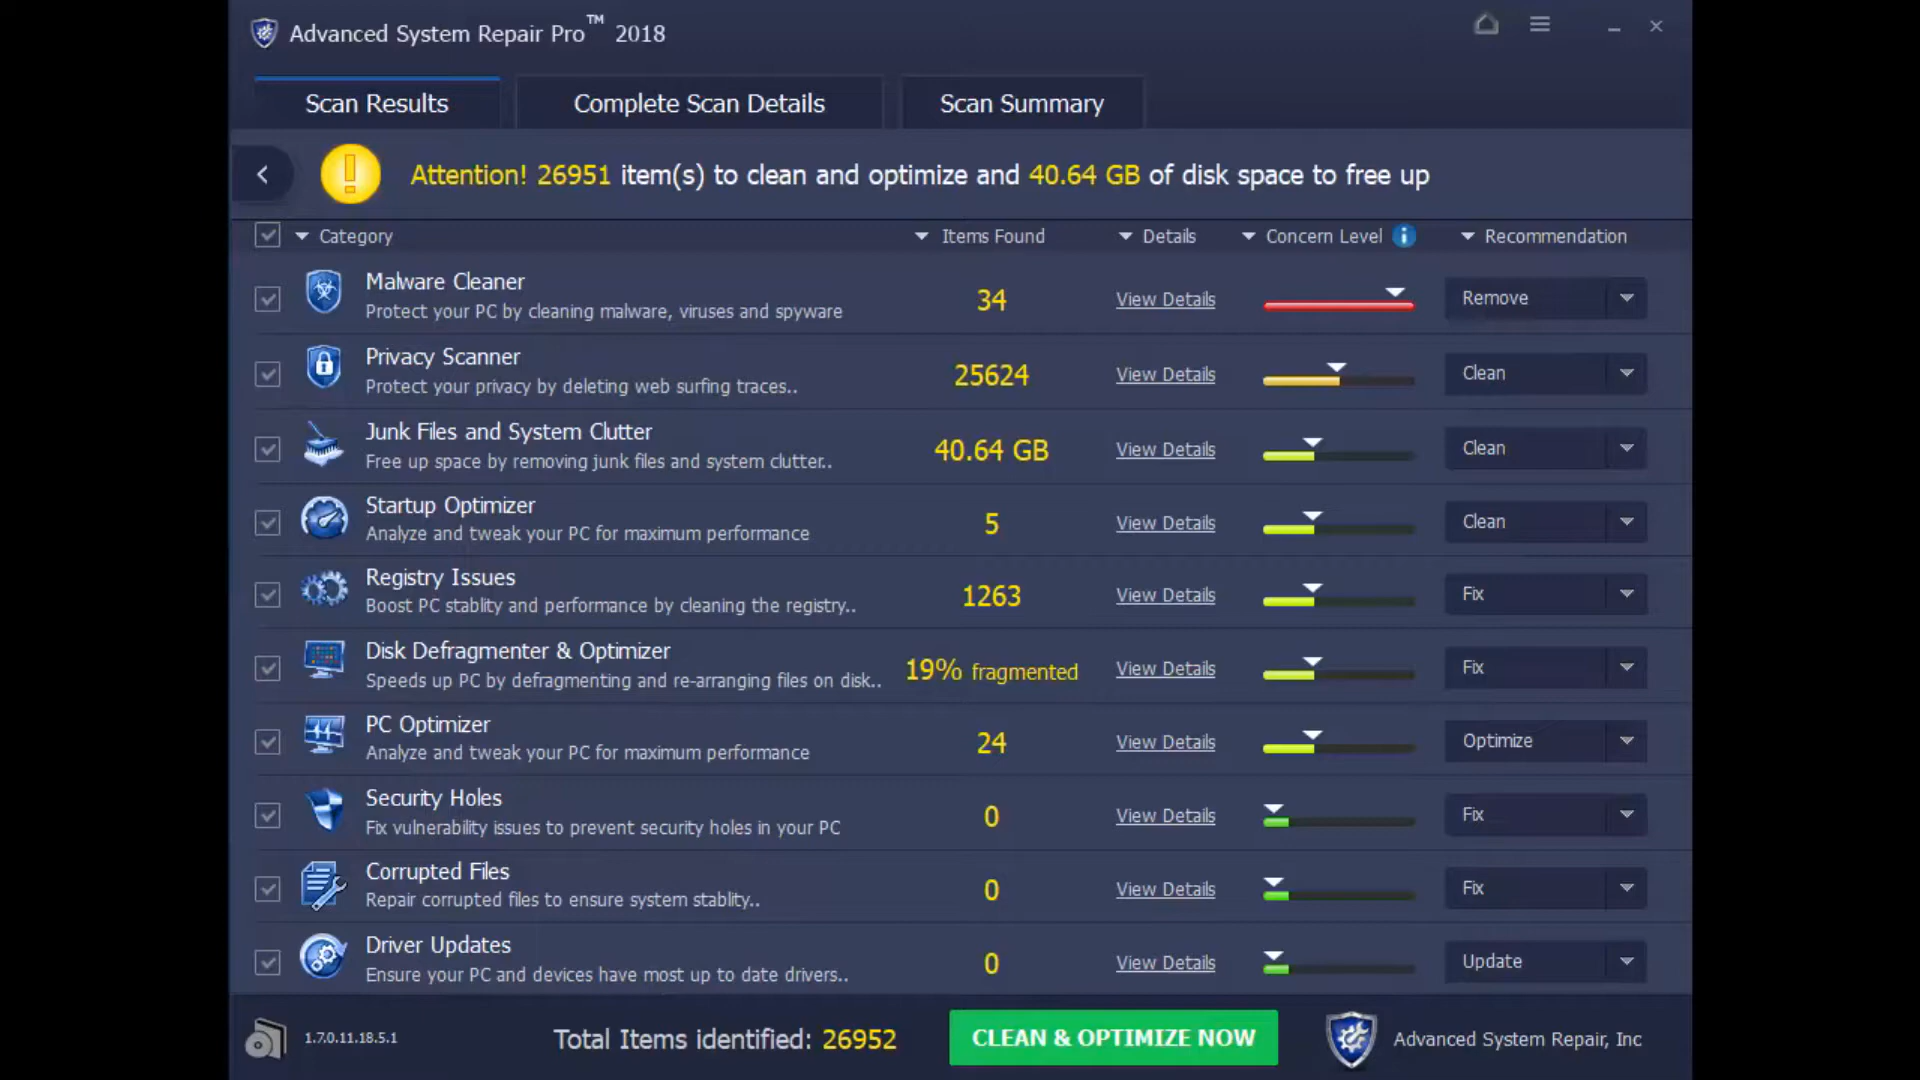 Advanced System Repair Pro™ 2018
Scan Results
Complete Scan Details
Scan Summary
Attention! 26951 item(s) to clean and optimize and 40.64 GB of disk space to free up
Category
Items Found
Details
Concern Level
Recommendation
Malware Cleaner
Protect your PC by cleaning malware, viruses and spyware
34
View Details
Remove
Privacy Scanner
Protect your privacy by deleting web surfing traces..
25624
View Details
Clean
Junk Files and System Clutter
Free up space by removing junk files and system clutter..
40.64 GB
View Details
Clean
Startup Optimizer
Analyze and tweak your PC for maximum performance
5
View Details
Clean
Registry Issues
Boost PC stablity and performance by cleaning the registry..
1263
View Details
Fix
Disk Defragmenter & Optimizer
Speeds up PC by defragmenting and re-arranging files on disk..
19% fragmented
View Details
Fix
PC Optimizer
Analyze and tweak your PC for maximum performance
24
View Details
Optimize
Security Holes
Fix vulnerability issues to prevent security holes in your PC
0
View Details
Fix
Corrupted Files
Repair corrupted files to ensure system stablity..
0
View Details
Fix
Driver Updates
Ensure your PC and devices have most up to date drivers..
0
View Details
Update
1.7.0.11.18.5.1
Total Items identified: 26952
CLEAN & OPTIMIZE NOW
Advanced System Repair, Inc